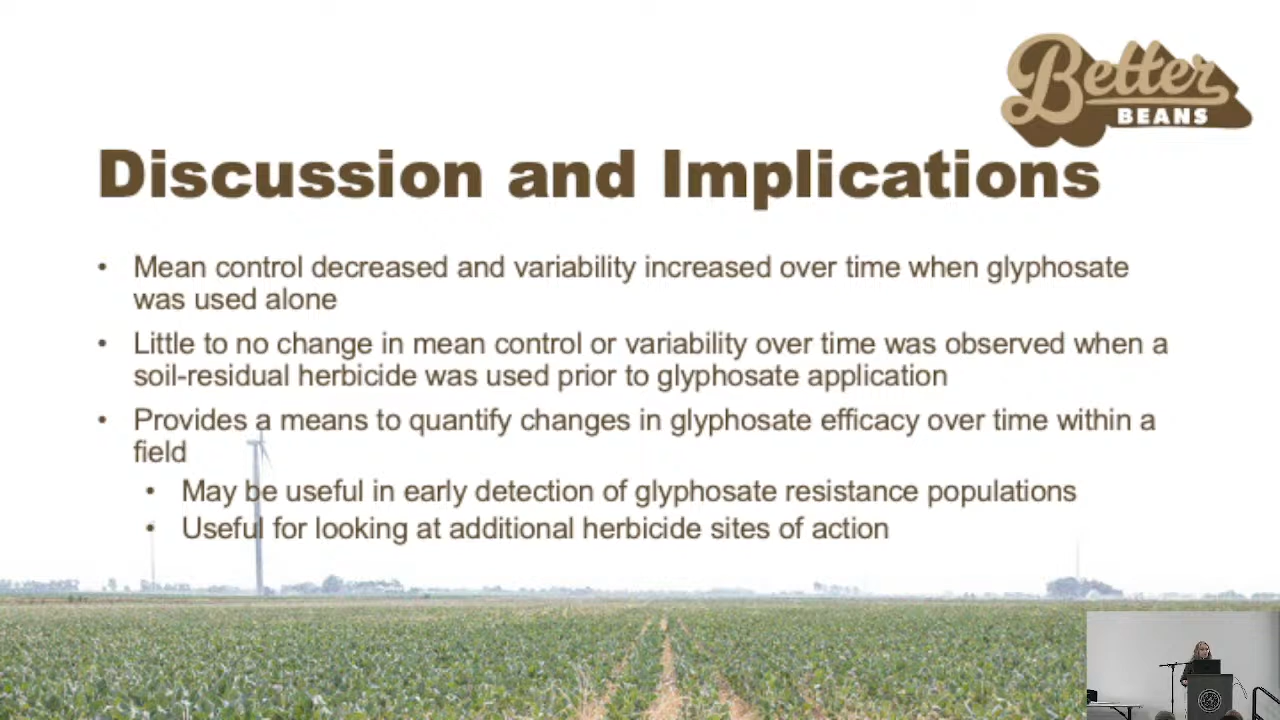 Better
BEANS
Discussion and Implications
• Mean control decreased and variability increased over time when glyphosate
was used alone
• Little to no change in mean control or variability over time was observed when a
soil-residual herbicide was used prior to glyphosate application
• Provides a means to quantify changes in glyphosate efficacy over time within a
field
• May be useful in early detection of glyphosate resistance populations
• Useful for looking at additional herbicide sites of action